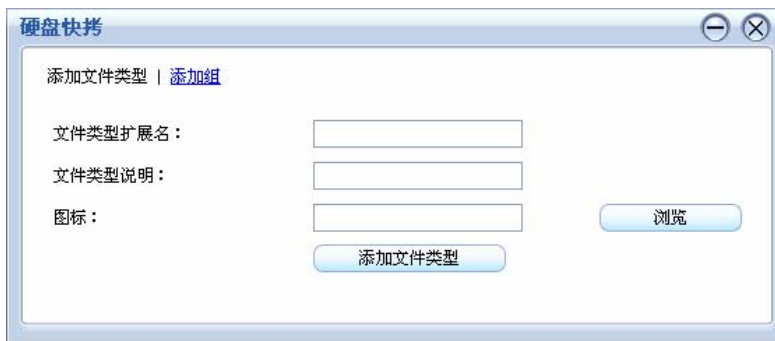 硬盘快拷
添加文件类型 | 添加组
文件类型扩展名：
文件类型说明：
图标： 浏览
添加文件类型